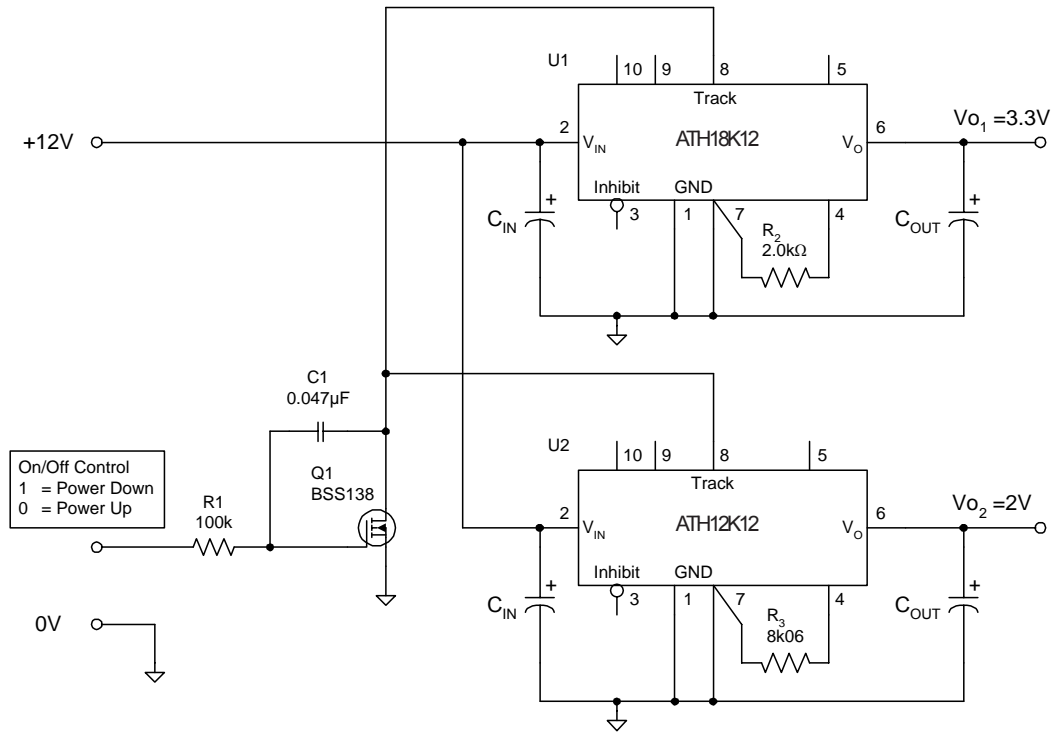 U1
10
9
8
5
Track
+12V
2
V_IN
ATH18K12
V_O
6
Vo_1 =3.3V
Inhibit
GND
3
1
7
4
+
C_IN
R_2
2.0kΩ
+
C_OUT
C1
0.047µF
U2
10
9
8
5
Track
On/Off Control
1 = Power Down
0 = Power Up
Q1
BSS138
R1
100k
2
V_IN
ATH12K12
V_O
6
Vo_2 =2V
Inhibit
GND
3
1
7
4
+
C_IN
R_3
8k06
+
C_OUT
0V